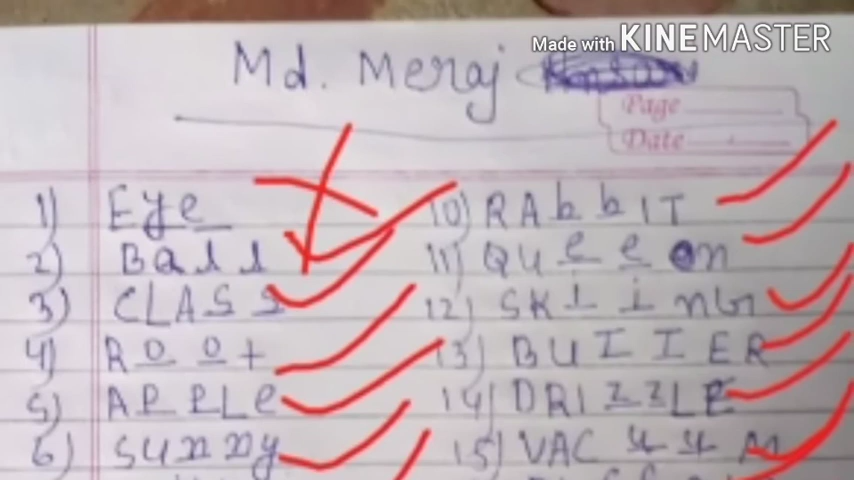 Made with KINEMASTER
Md. Meraj
Page
Date
1) Eye
2) Ball
3) CLASS
4) Root
5) APPLe
6) Sunny
10) RAbbIT
11) QUeen
12) SKiing
13) BUTTER
14) DRIZZLE
15) VACUUM